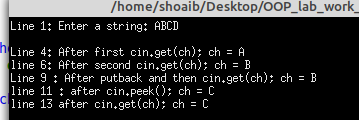 /home/shoaib/Desktop/OOP_lab_work_
Line 1: Enter a string: ABCD
Line 4: After first cin.get(ch); ch = A
line 6: After second cin.get(ch); ch = B
Line 9 : After putback and then cin.get(ch); ch = B
line 11 : after cin.peek(); ch = C
line 13 after cin.get(ch); ch = C